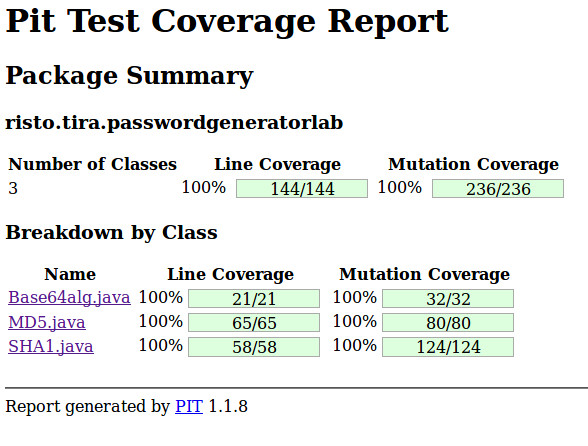 Pit Test Coverage Report
Package Summary
risto.tira.passwordgeneratorlab
Number of Classes Line Coverage Mutation Coverage
3 100% 144/144 100% 236/236
Breakdown by Class
Name Line Coverage Mutation Coverage
Base64alg.java 100% 21/21 100% 32/32
MD5.java 100% 65/65 100% 80/80
SHA1.java 100% 58/58 100% 124/124
Report generated by PIT 1.1.8